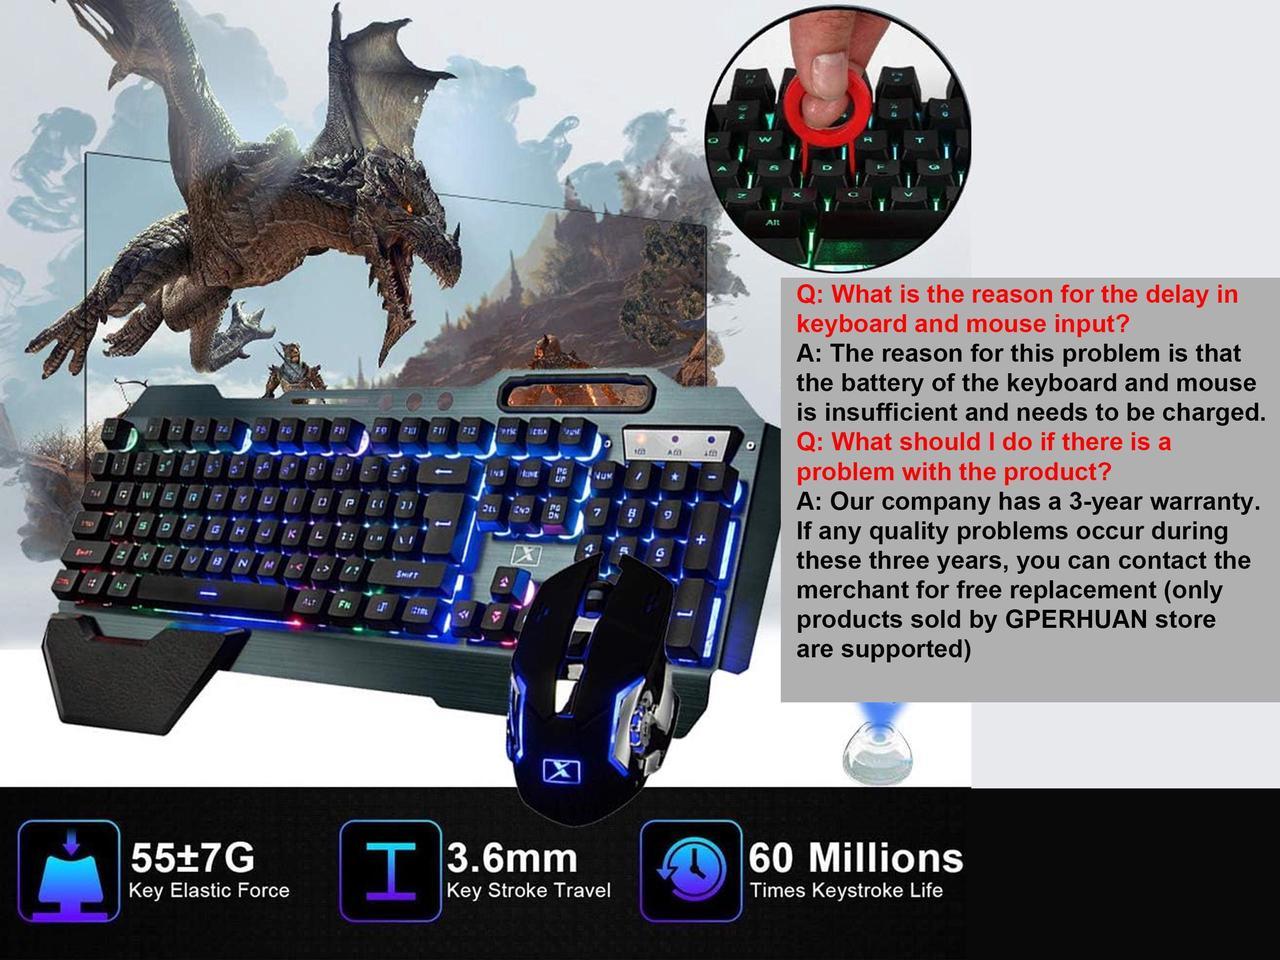 Q: What is the reason for the delay in
keyboard and mouse input?
A: The reason for this problem is that
the battery of the keyboard and mouse
is insufficient and needs to be charged.
Q: What should I do if there is a
problem with the product?
A: Our company has a 3-year warranty.
If any quality problems occur during
these three years, you can contact the
merchant for free replacement (only
products sold by GPERHUAN store
are supported)
55±7G
Key Elastic Force
3.6mm
Key Stroke Travel
60 Millions
Times Keystroke Life